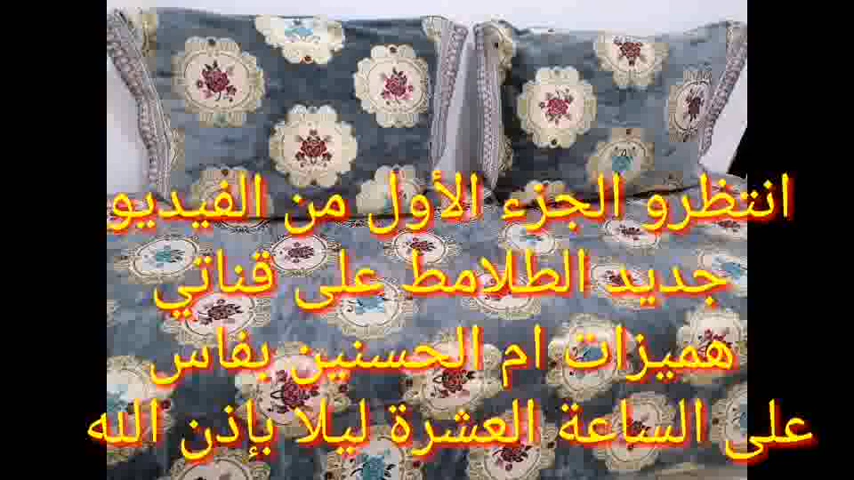 انتظرو الجزء الأول من الفيديو
جديد الطلامط على قناتي
هميزات ام الحسنين بفاس
على الساعة العشرة ليلا بإذن الله